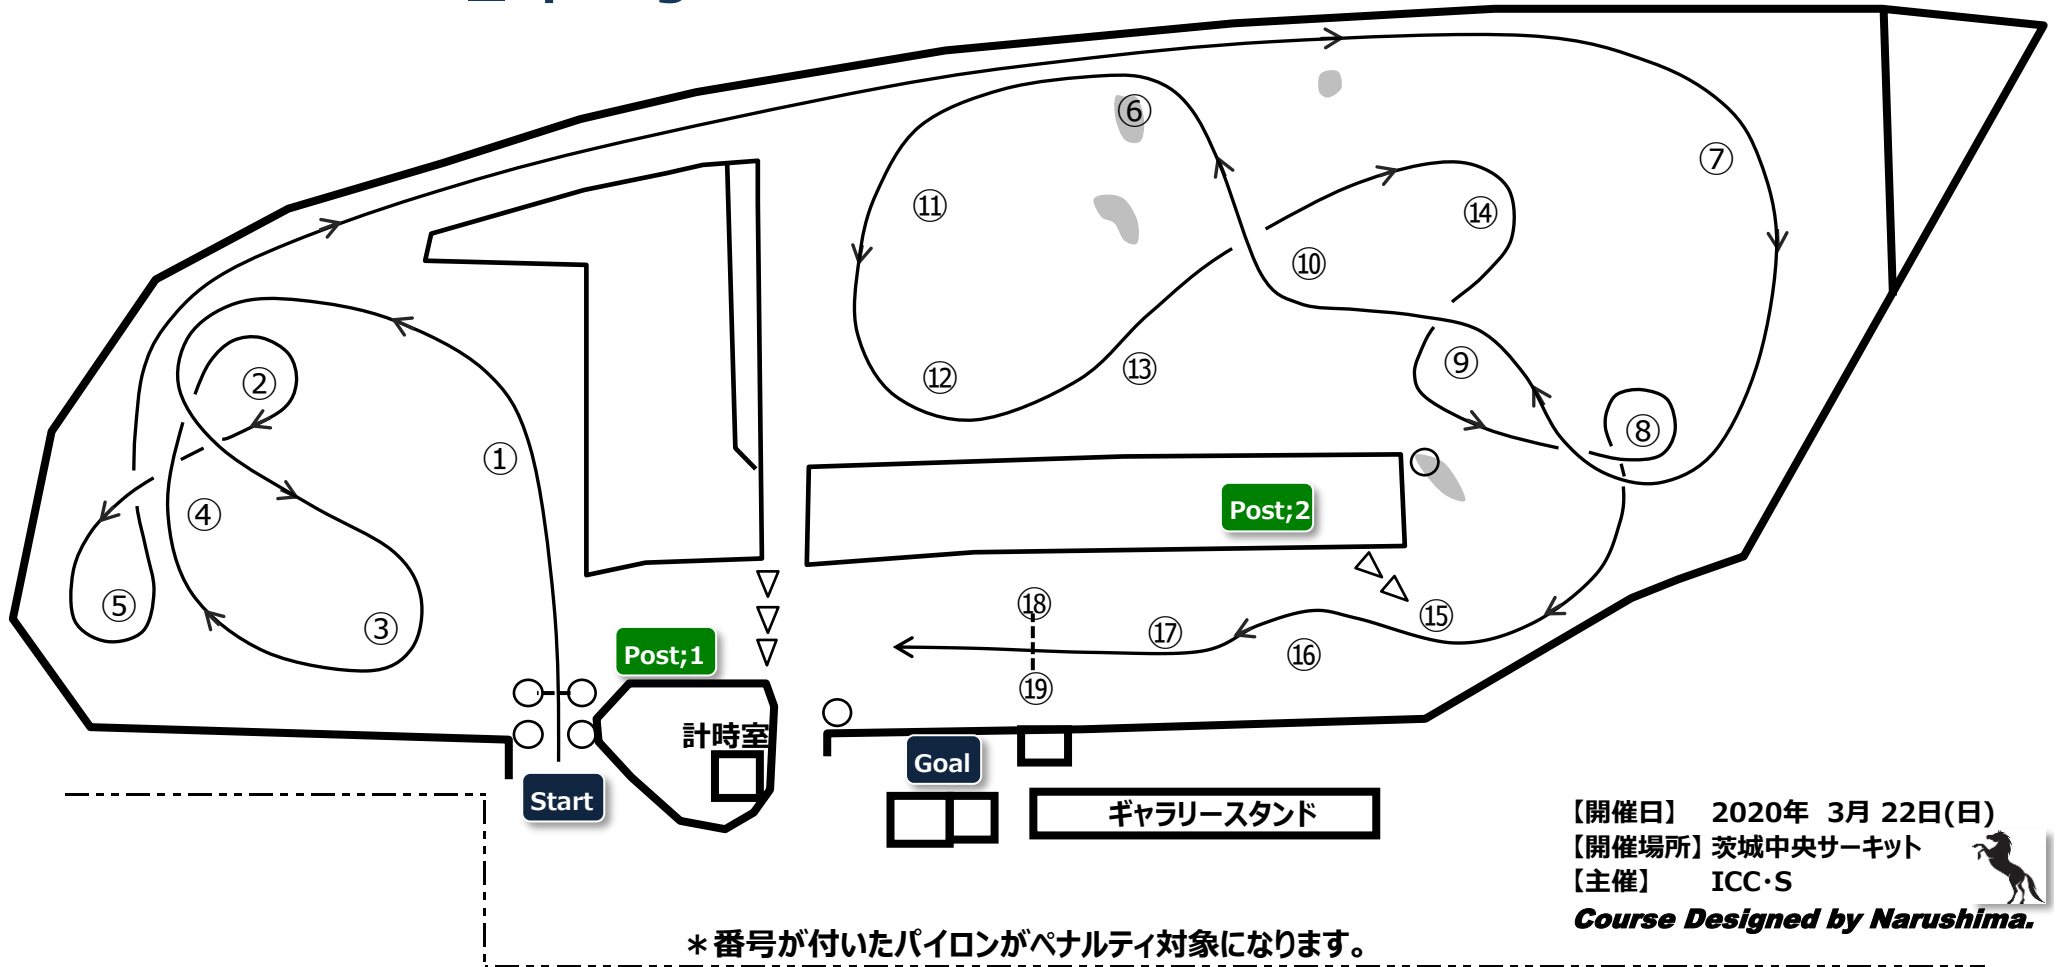 ⑥
⑦
⑪
⑭
⑩
⑨
⑬
⑫
②
①
⑧
④
Post;2
⑤
③
⑱
⑰
⑮
⑯
Post;1
⑲
計時室
Goal
Start
ギャラリースタンド
【開催日】 2020年 3月 22日(日)
【開催場所】茨城中央サーキット
【主催】 ICC・S
Course Designed by Narushima.
＊番号が付いたパイロンがペナルティ対象になります。